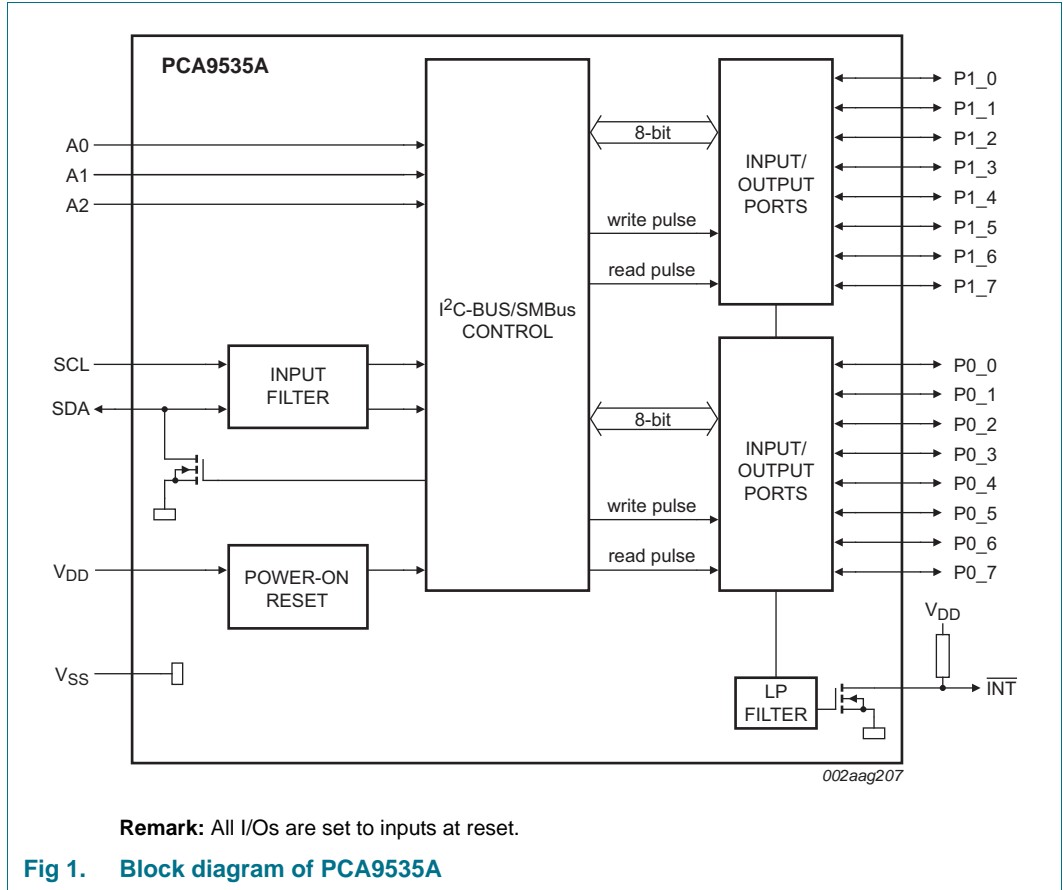 PCA9535A
A0
A1
A2
SCL
SDA
VDD
VSS
INPUT
FILTER
POWER-ON
RESET
I2C-BUS/SMBus
CONTROL
8-bit
write pulse
read pulse
INPUT/
OUTPUT
PORTS
P1_0
P1_1
P1_2
P1_3
P1_4
P1_5
P1_6
P1_7
8-bit
write pulse
read pulse
INPUT/
OUTPUT
PORTS
P0_0
P0_1
P0_2
P0_3
P0_4
P0_5
P0_6
P0_7
VDD
LP
FILTER
INT
002aag207
Remark: All I/Os are set to inputs at reset.
Fig 1. Block diagram of PCA9535A